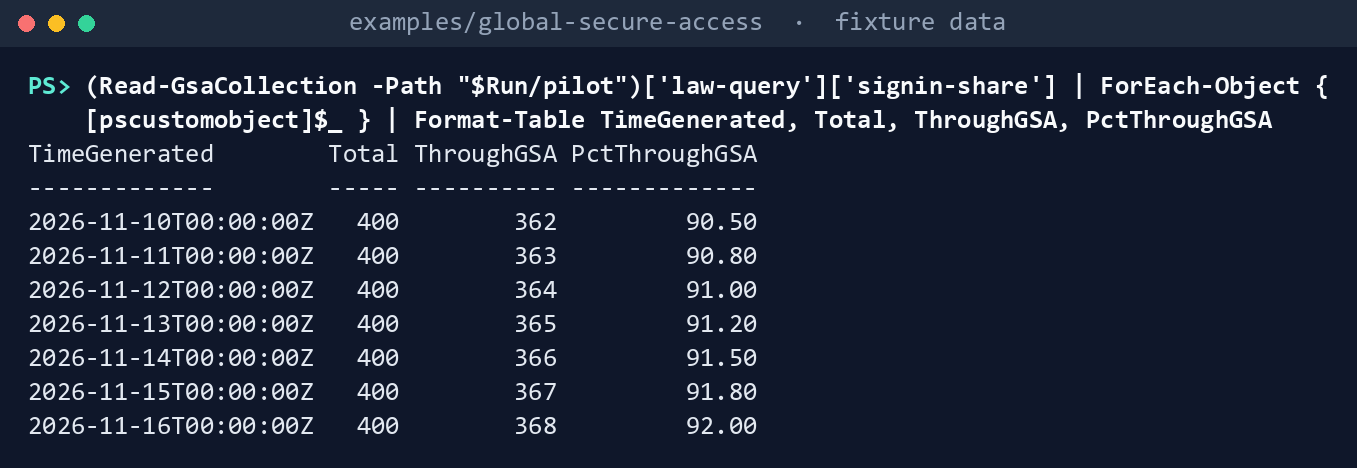 examples/global-secure-access · fixture data
PS> (Read-GsaCollection -Path "$Run/pilot")['law-query']['signin-share'] | ForEach-Object {
[pscustomobject]$_ } | Format-Table TimeGenerated, Total, ThroughGSA, PctThroughGSA
TimeGenerated Total ThroughGSA PctThroughGSA
------------- ----- ---------- -------------
2026-11-10T00:00:00Z 400 362 90.50
2026-11-11T00:00:00Z 400 363 90.80
2026-11-12T00:00:00Z 400 364 91.00
2026-11-13T00:00:00Z 400 365 91.20
2026-11-14T00:00:00Z 400 366 91.50
2026-11-15T00:00:00Z 400 367 91.80
2026-11-16T00:00:00Z 400 368 92.00